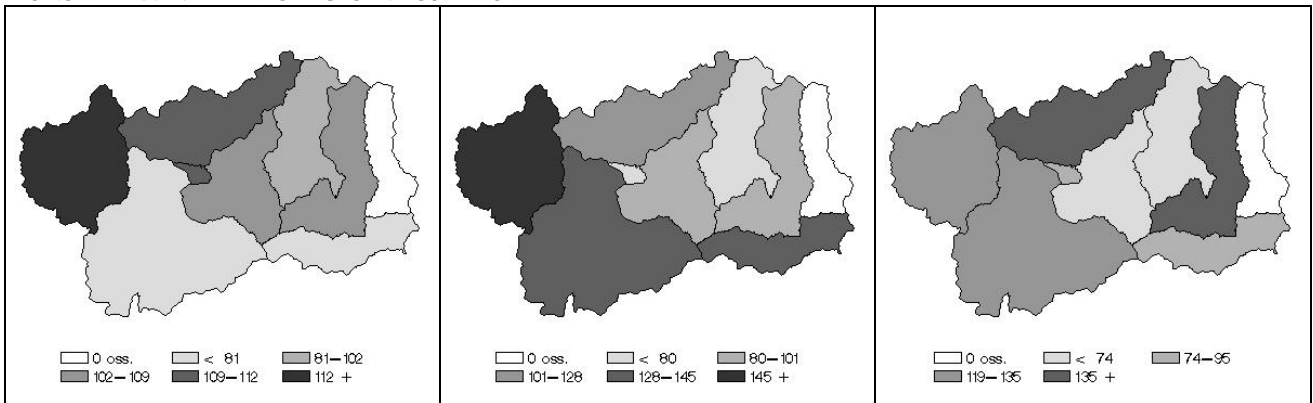 0 oss. < 81 81–102
102–109 109–112 112 +
0 oss. < 80 80–101
101–128 128–145 145 +
0 oss. < 74 74–95
119–135 135 +